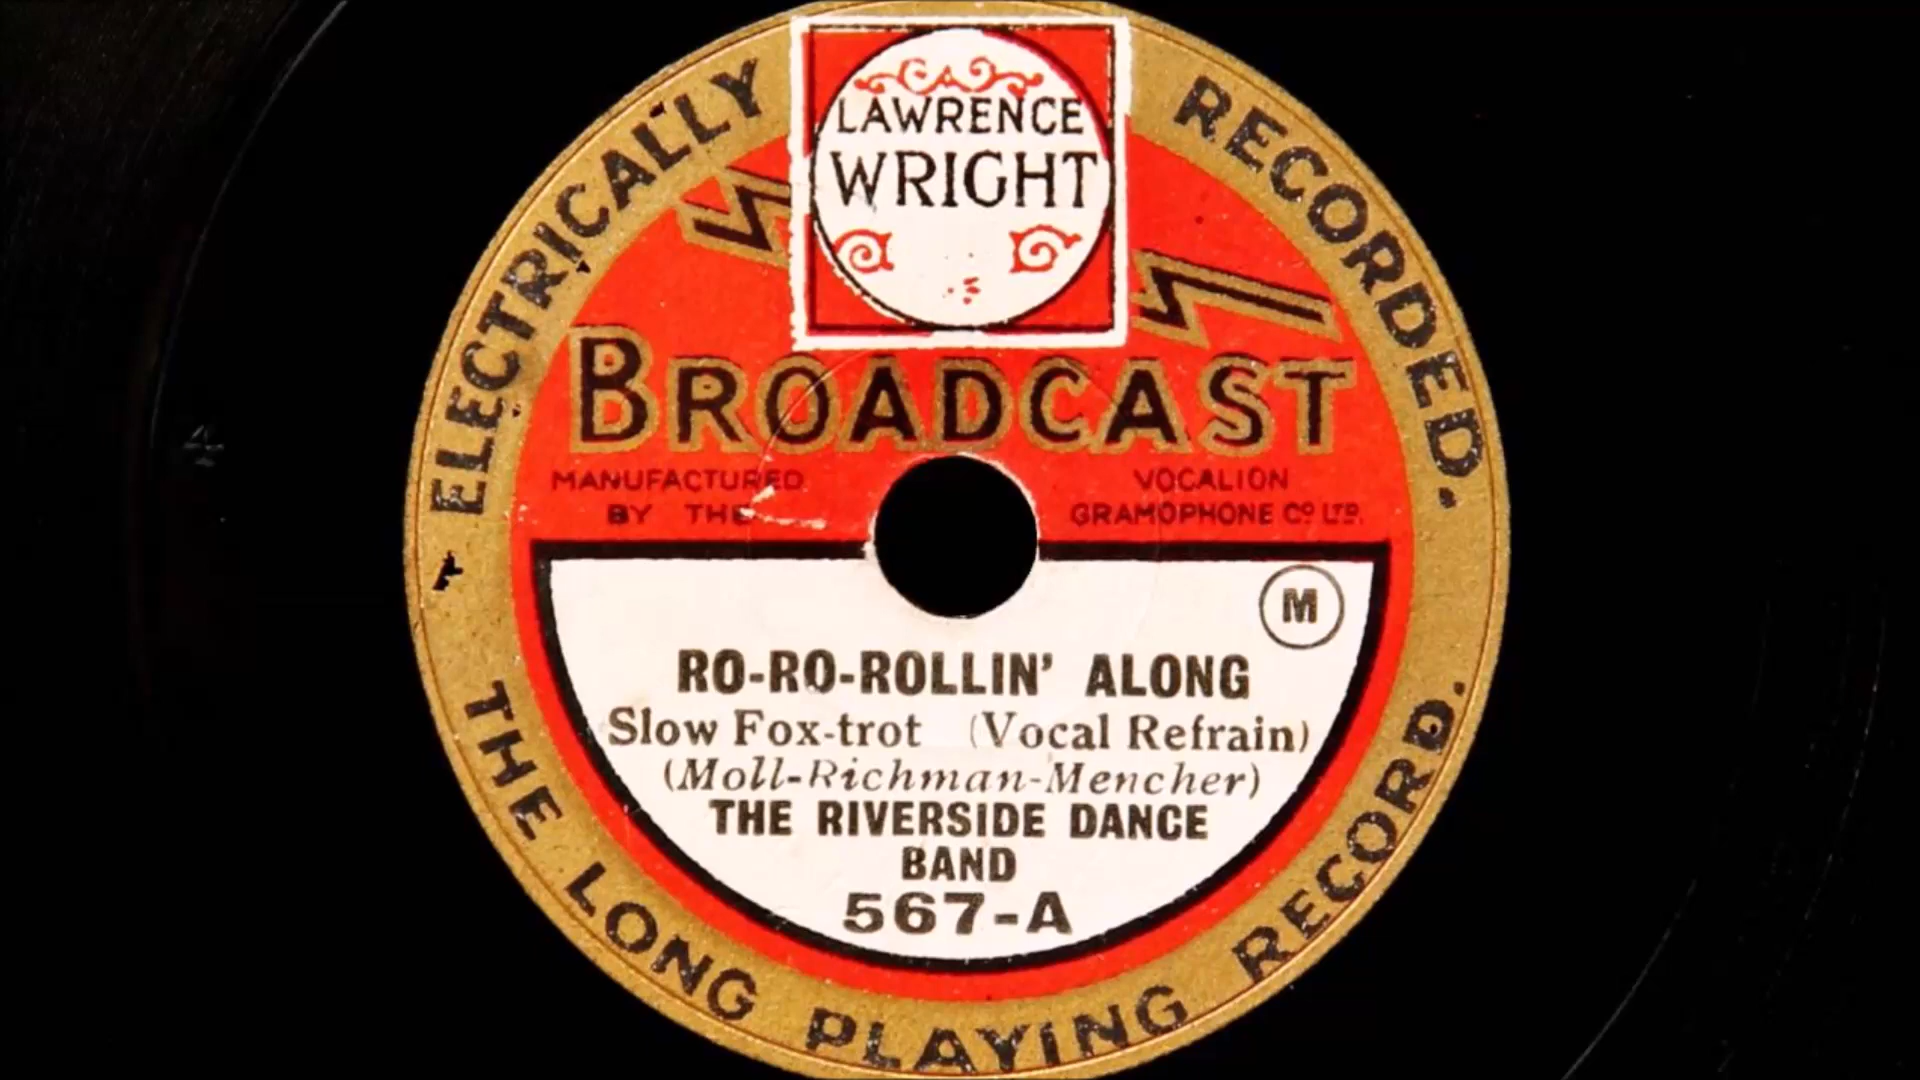 ELECTRICALLY RECORDED.
LAWRENCE
WRIGHT
BROADCAST
MANUFACTURED
BY THE
VOCALION
GRAMOPHONE Cº LTD.
M
RO-RO-ROLLIN' ALONG
Slow Fox-trot (Vocal Refrain)
(Moll-Richman-Mencher)
THE RIVERSIDE DANCE
BAND
567-A
THE LONG PLAYING RECORD.
4